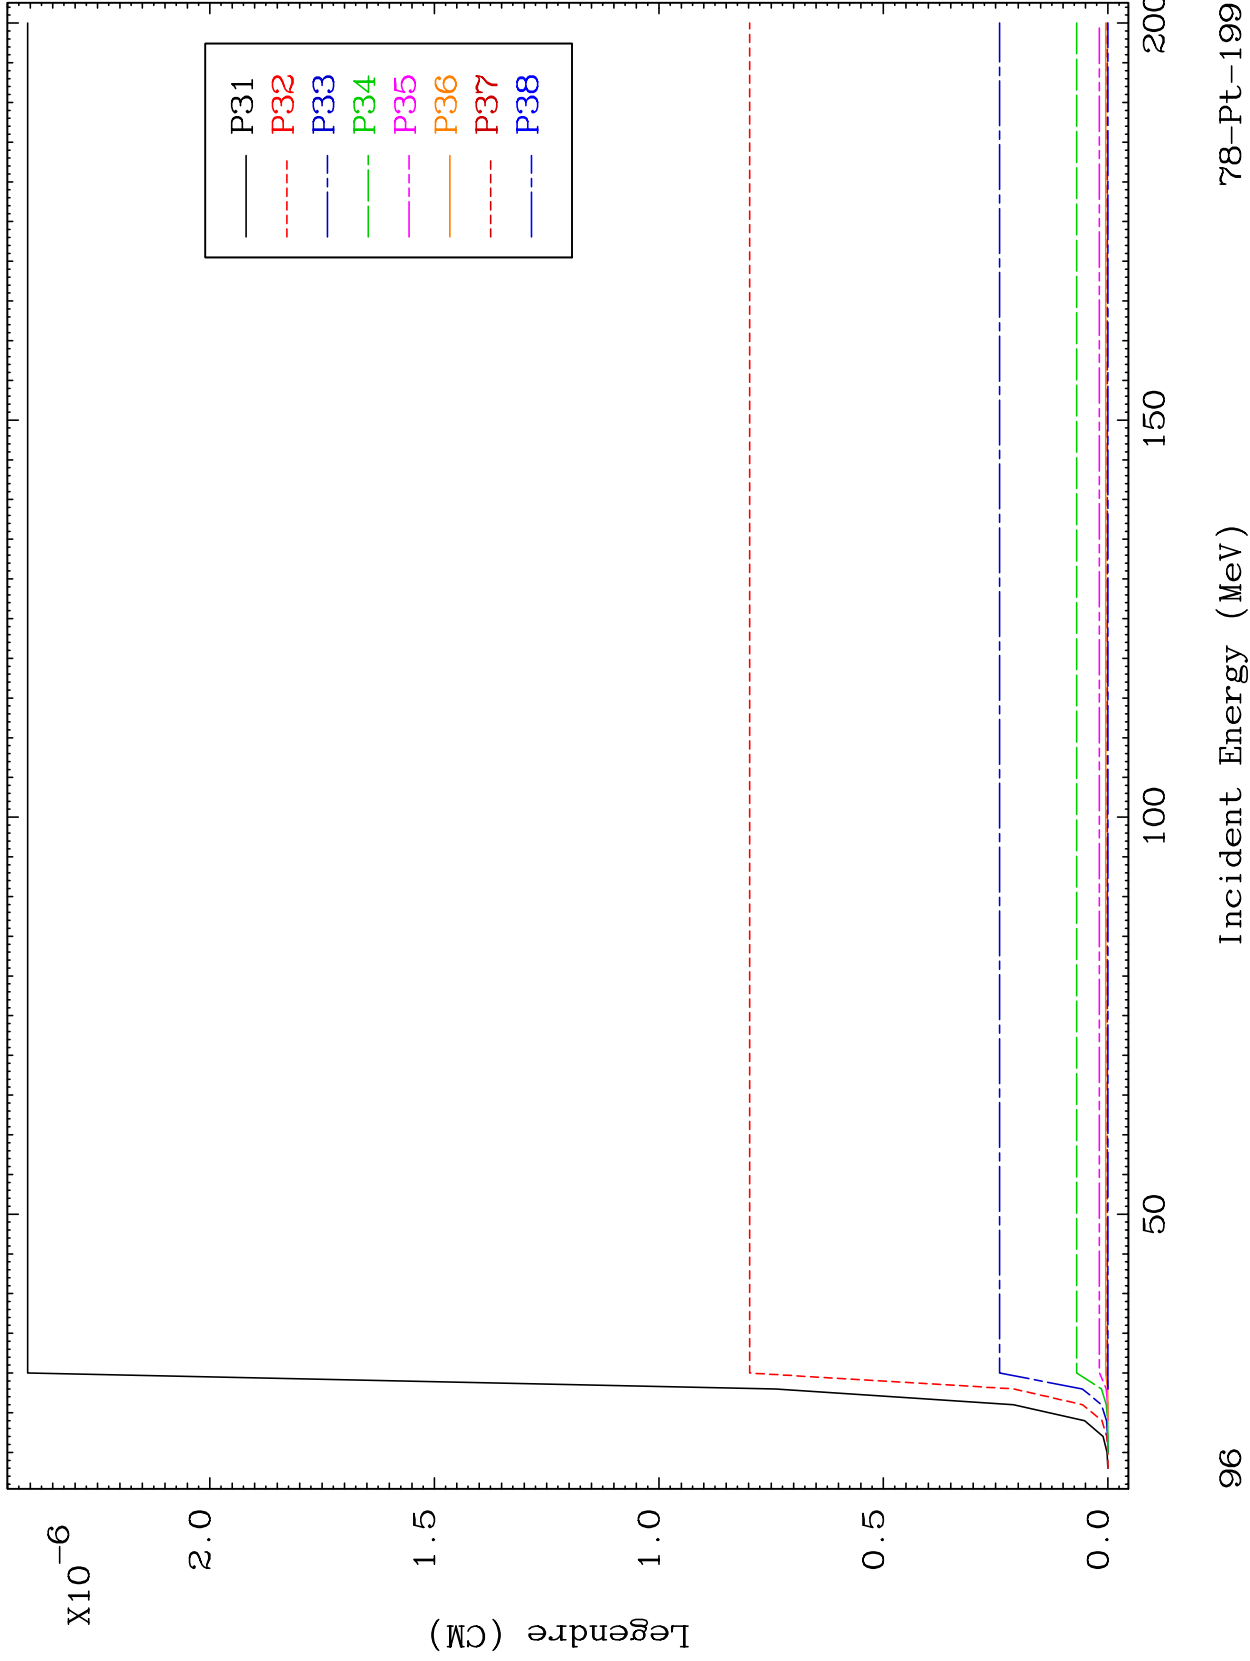 X10-6
2.0
1.5
1.0
0.5
0.0
Legendre (CM)
P31
P32
P33
P34
P35
P36
P37
P38
50
100
150
200
Incident Energy (MeV)
96
78-Pt-199